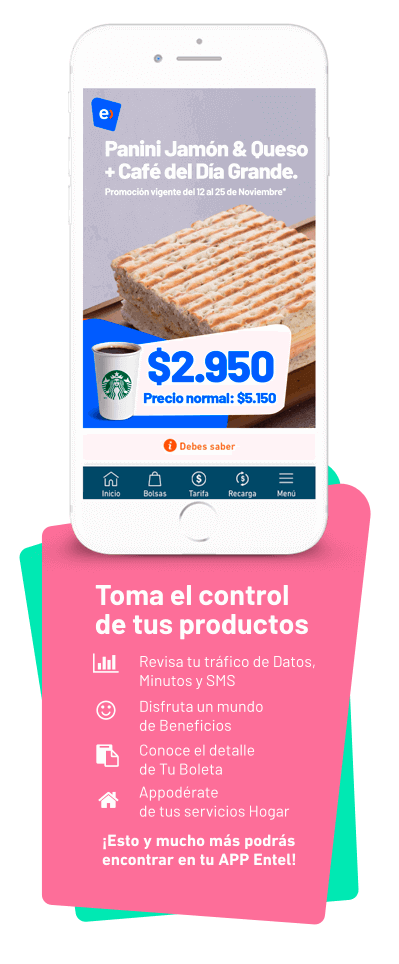 e)
Panini Jamón & Queso
+ Café del Día Grande.
Promoción vigente del 12 al 25 de Noviembre*
$2.950
Precio normal: $5.150
i Debes saber
Inicio Bolsas Tarifa Recarga Menú
Toma el control
de tus productos
Revisa tu tráfico de Datos,
Minutos y SMS
Disfruta un mundo
de Beneficios
Conoce el detalle
de Tu Boleta
Appodérate
de tus servicios Hogar
¡Esto y mucho más podrás
encontrar en tu APP Entel!